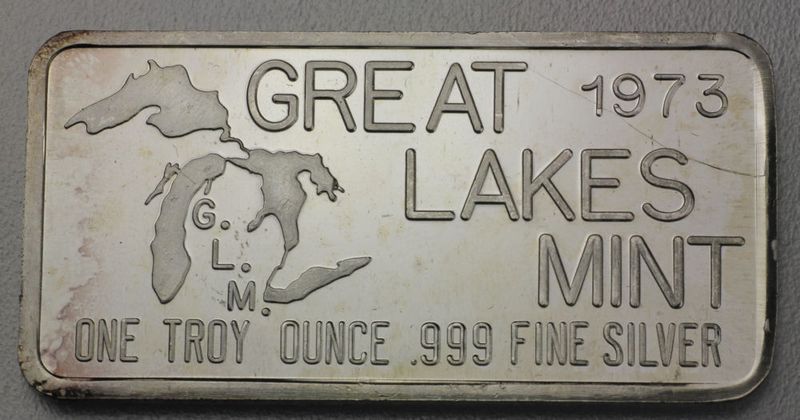 GREAT 1973
LAKES
MINT
G.
L.
M.
ONE TROY OUNCE .999 FINE SILVER